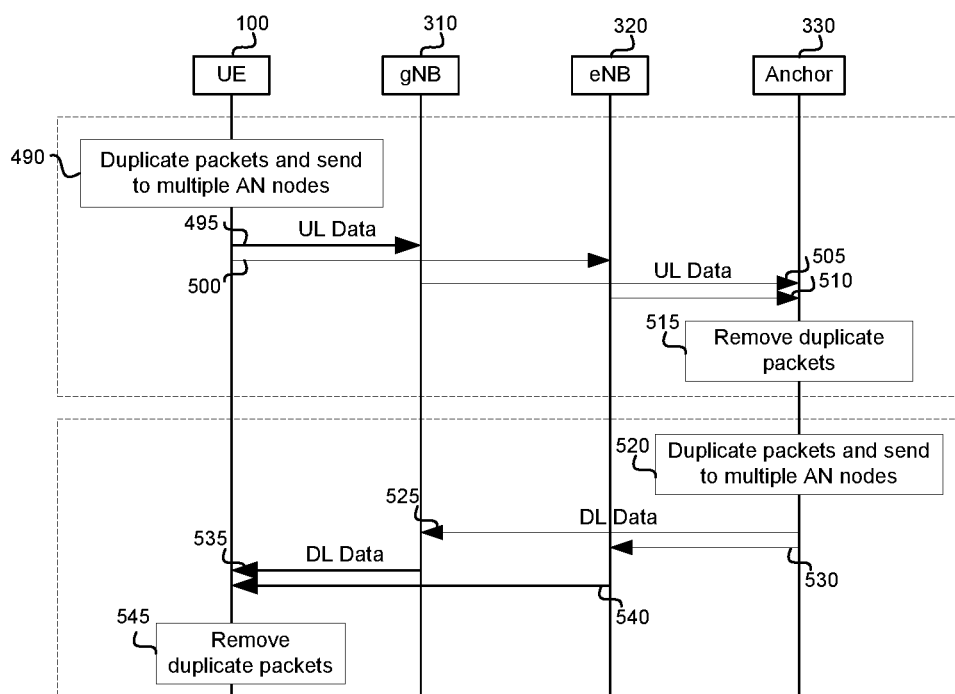 100 310 320 330
UE gNB eNB Anchor
490
Duplicate packets and send
to multiple AN nodes
495
UL Data
500
UL Data
505
510
515
Remove duplicate
packets
520
Duplicate packets and send
to multiple AN nodes
525
DL Data
530
535
DL Data
540
545
Remove
duplicate packets